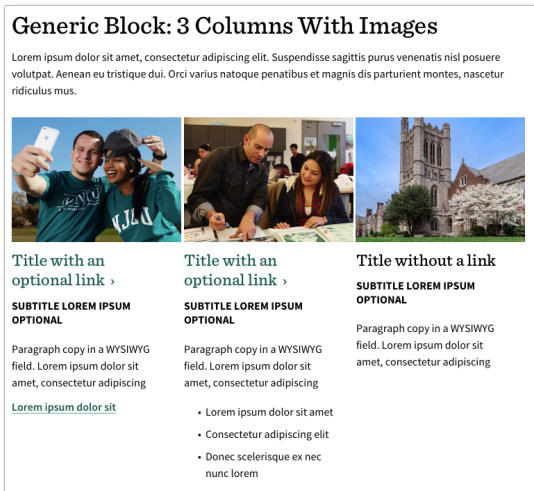 Generic Block: 3 Columns With Images
Lorem ipsum dolor sit amet, consectetur adipiscing elit. Suspendisse sagittis purus venenatis nisl posuere
volutpat. Aenean eu tristique dui. Orci varius natoque penatibus et magnis dis parturient montes, nascetur
ridiculus mus.
NJCU
Title with an
optional link ›
SUBTITLE LOREM IPSUM
OPTIONAL
Paragraph copy in a WYSIWYG
field. Lorem ipsum dolor sit
amet, consectetur adipiscing
Lorem ipsum dolor sit
Title with an
optional link ›
SUBTITLE LOREM IPSUM
OPTIONAL
Paragraph copy in a WYSIWYG
field. Lorem ipsum dolor sit
amet, consectetur adipiscing
• Lorem ipsum dolor sit amet
• Consectetur adipiscing elit
• Donec scelerisque ex nec
nunc lorem
Title without a link
SUBTITLE LOREM IPSUM
OPTIONAL
Paragraph copy in a WYSIWYG
field. Lorem ipsum dolor sit
amet, consectetur adipiscing